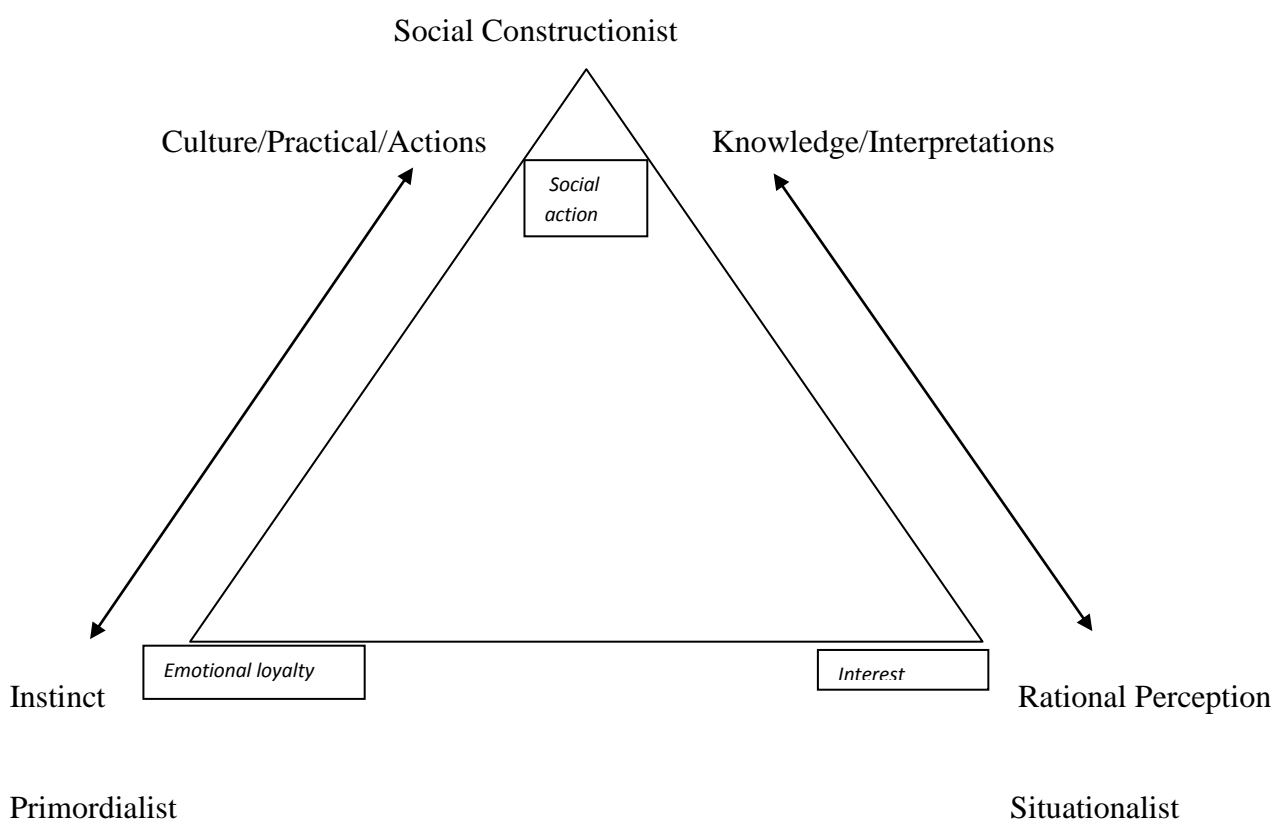 Social Constructionist
Culture/Practical/Actions
Knowledge/Interpretations
Social
action
Emotional loyalty
Interest
Instinct
Rational Perception
Primordialist
Situationalist